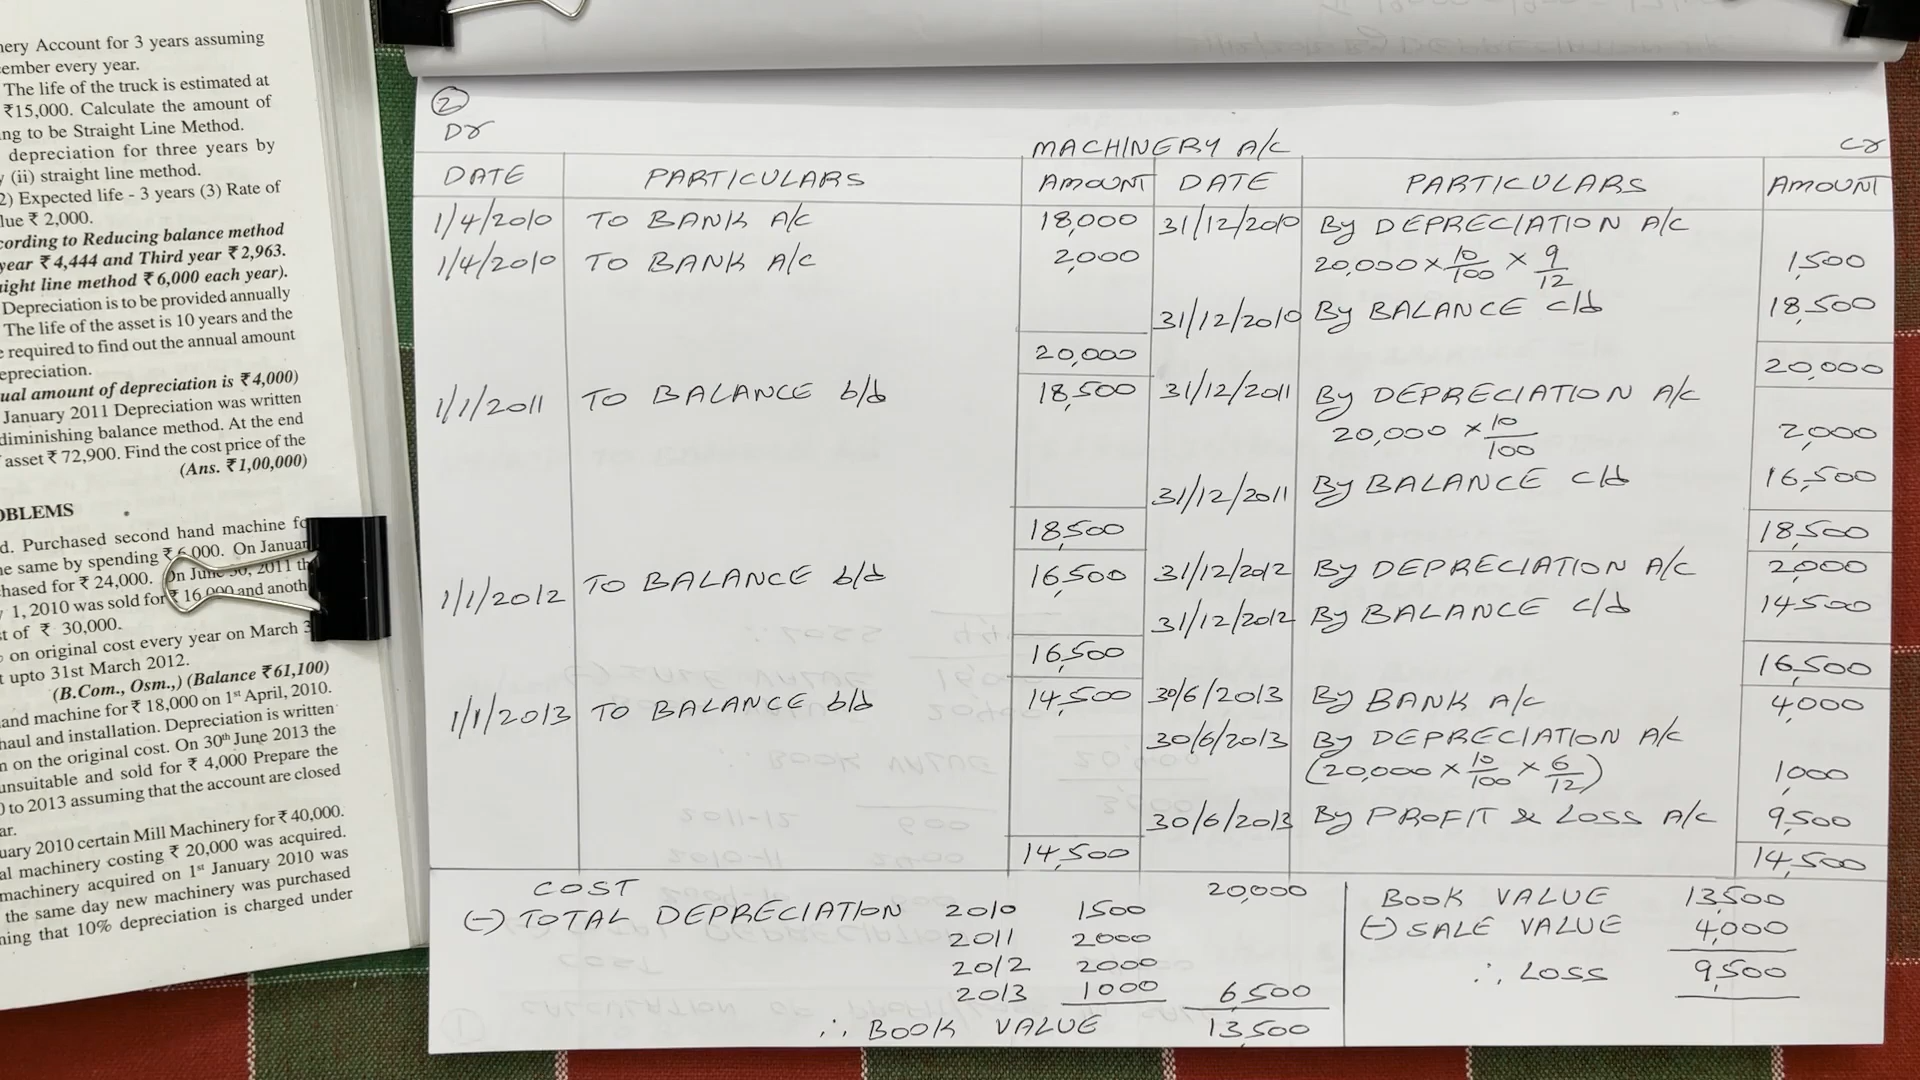 nery Account for 3 years assuming
ember every year.
The life of the truck is estimated at
₹15,000. Calculate the amount of
ng to be Straight Line Method.
depreciation for three years by
(ii) straight line method.
2) Expected life - 3 years (3) Rate of
lue ₹ 2,000.
cording to Reducing balance method
year ₹ 4,444 and Third year ₹ 2,963.
ight line method ₹ 6,000 each year).
Depreciation is to be provided annually
The life of the asset is 10 years and the
e required to find out the annual amount
epreciation.
ual amount of depreciation is ₹ 4,000)
January 2011 Depreciation was written
diminishing balance method. At the end
asset ₹ 72,900. Find the cost price of the
(Ans. ₹ 1,00,000)
OBLEMS
d. Purchased second hand machine fo
he same by spending ₹ 6,000. On Januar
chased for ₹ 24,000. On June 30, 2011 th
1, 2010 was sold for ₹ 16,000 and anoth
t of ₹ 30,000.
on original cost every year on March 3
t upto 31st March 2012.
(B.Com., Osm.,) (Balance ₹ 61,100)
and machine for ₹ 18,000 on 1st April, 2010.
haul and installation. Depreciation is written
n on the original cost. On 30th June 2013 the
unsuitable and sold for ₹ 4,000 Prepare the
0 to 2013 assuming that the account are closed
ar.
uary 2010 certain Mill Machinery for ₹ 40,000.
al machinery costing ₹ 20,000 was acquired.
machinery acquired on 1st January 2010 was
the same day new machinery was purchased
ning that 10% depreciation is charged under
2
Dr MACHINERY A/c Cr
DATE PARTICULARS AMOUNT DATE PARTICULARS AMOUNT
1/4/2010 TO BANK A/c 18,000 31/12/2010 By DEPRECIATION A/c
1/4/2010 TO BANK A/c 2,000 20,000 × 10/100 × 9/12 1,500
31/12/2010 By BALANCE c/d 18,500
20,000 20,000
1/1/2011 TO BALANCE b/d 18,500 31/12/2011 By DEPRECIATION A/c
20,000 × 10/100 2,000
31/12/2011 By BALANCE c/d 16,500
18,500 18,500
1/1/2012 TO BALANCE b/d 16,500 31/12/2012 By DEPRECIATION A/c 2,000
31/12/2012 By BALANCE c/d 14,500
16,500 16,500
1/1/2013 TO BALANCE b/d 14,500 30/6/2013 By BANK A/c 4,000
30/6/2013 By DEPRECIATION A/c
(20,000 × 10/100 × 6/12) 1,000
30/6/2013 By PROFIT & LOSS A/c 9,500
14,500 14,500
COST 20,000
(-) TOTAL DEPRECIATION 2010 1500
2011 2000
2012 2000
2013 1000 6,500
∴ BOOK VALUE 13,500
BOOK VALUE 13,500
(-) SALE VALUE 4,000
∴ LOSS 9,500